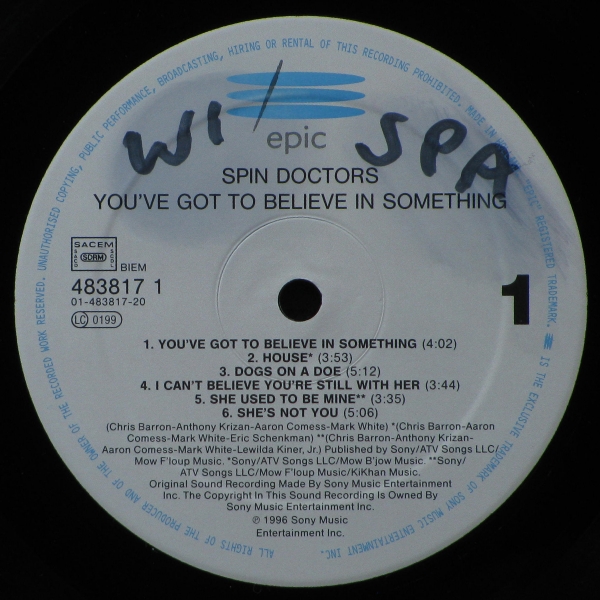 WI / SPA
epic
SPIN DOCTORS
YOU'VE GOT TO BELIEVE IN SOMETHING
SACEM
SDRM
BIEM
483817 1
01-483817-20
LC 0199
1
1. YOU'VE GOT TO BELIEVE IN SOMETHING (4:02)
2. HOUSE* (3:53)
3. DOGS ON A DOE (5:12)
4. I CAN'T BELIEVE YOU'RE STILL WITH HER (3:44)
5. SHE USED TO BE MINE** (3:35)
6. SHE'S NOT YOU (5:06)
(Chris Barron-Anthony Krizan-Aaron Comess-Mark White) *(Chris Barron-Aaron
Comess-Mark White-Eric Schenkman) **(Chris Barron-Anthony Krizan-
Aaron Comess-Mark White-Lewilda Kiner, Jr.) Published by Sony/ATV Songs LLC/
Mow F'loup Music. *Sony/ATV Songs LLC/Mow B'jow Music. **Sony/
ATV Songs LLC/Mow F'loup Music/KiKhan Music.
Original Sound Recording Made By Sony Music Entertainment
Inc. The Copyright In This Sound Recording Is Owned By
Sony Music Entertainment Inc.
℗ 1996 Sony Music
Entertainment Inc.
ALL RIGHTS OF THE PRODUCER AND OF THE OWNER OF THE RECORDED WORK RESERVED. UNAUTHORISED COPYING, PUBLIC PERFORMANCE, BROADCASTING, HIRING OR RENTAL OF THIS RECORDING PROHIBITED. MADE IN
"EPIC" REGISTERED TRADEMARK. IS THE EXCLUSIVE TRADEMARK OF SONY MUSIC ENTERTAINMENT INC.